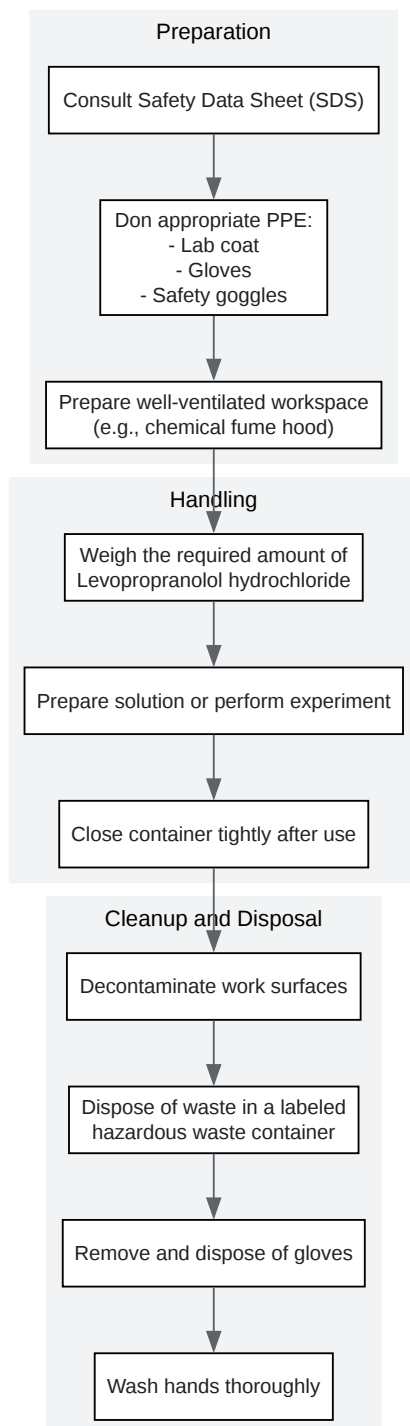 Preparation
Consult Safety Data Sheet (SDS)
Don appropriate PPE:
- Lab coat
- Gloves
- Safety goggles
Prepare well-ventilated workspace
(e.g., chemical fume hood)
Handling
Weigh the required amount of
Levopropranolol hydrochloride
Prepare solution or perform experiment
Close container tightly after use
Cleanup and Disposal
Decontaminate work surfaces
Dispose of waste in a labeled
hazardous waste container
Remove and dispose of gloves
Wash hands thoroughly